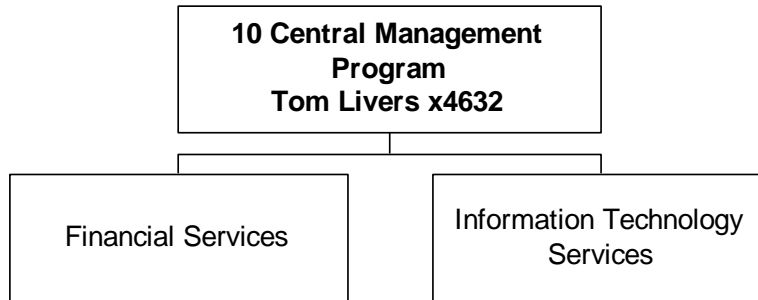 10 Central Management
Program
Tom Livers x4632
Financial Services
Information Technology
Services